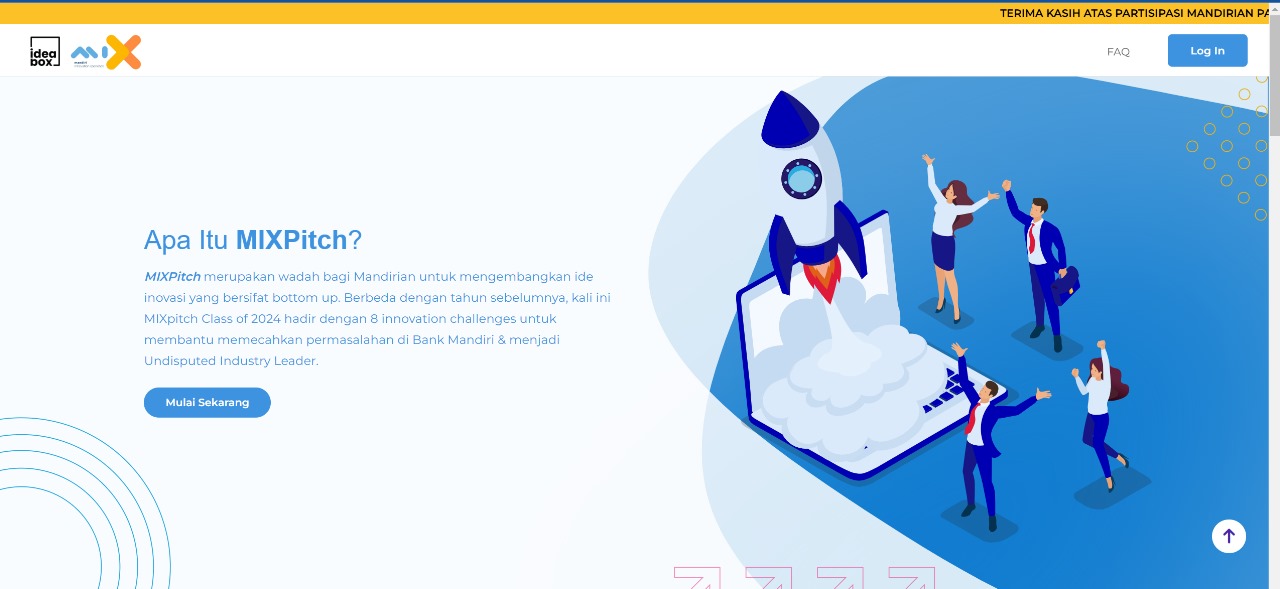 TERIMA KASIH ATAS PARTISIPASI MANDIRIAN PA
idea
box
miX
FAQ
Log In
Apa Itu MIXPitch?
MIXPitch merupakan wadah bagi Mandirian untuk mengembangkan ide
inovasi yang bersifat bottom up. Berbeda dengan tahun sebelumnya, kali ini
MIXpitch Class of 2024 hadir dengan 8 innovation challenges untuk
membantu memecahkan permasalahan di Bank Mandiri & menjadi
Undisputed Industry Leader.
Mulai Sekarang